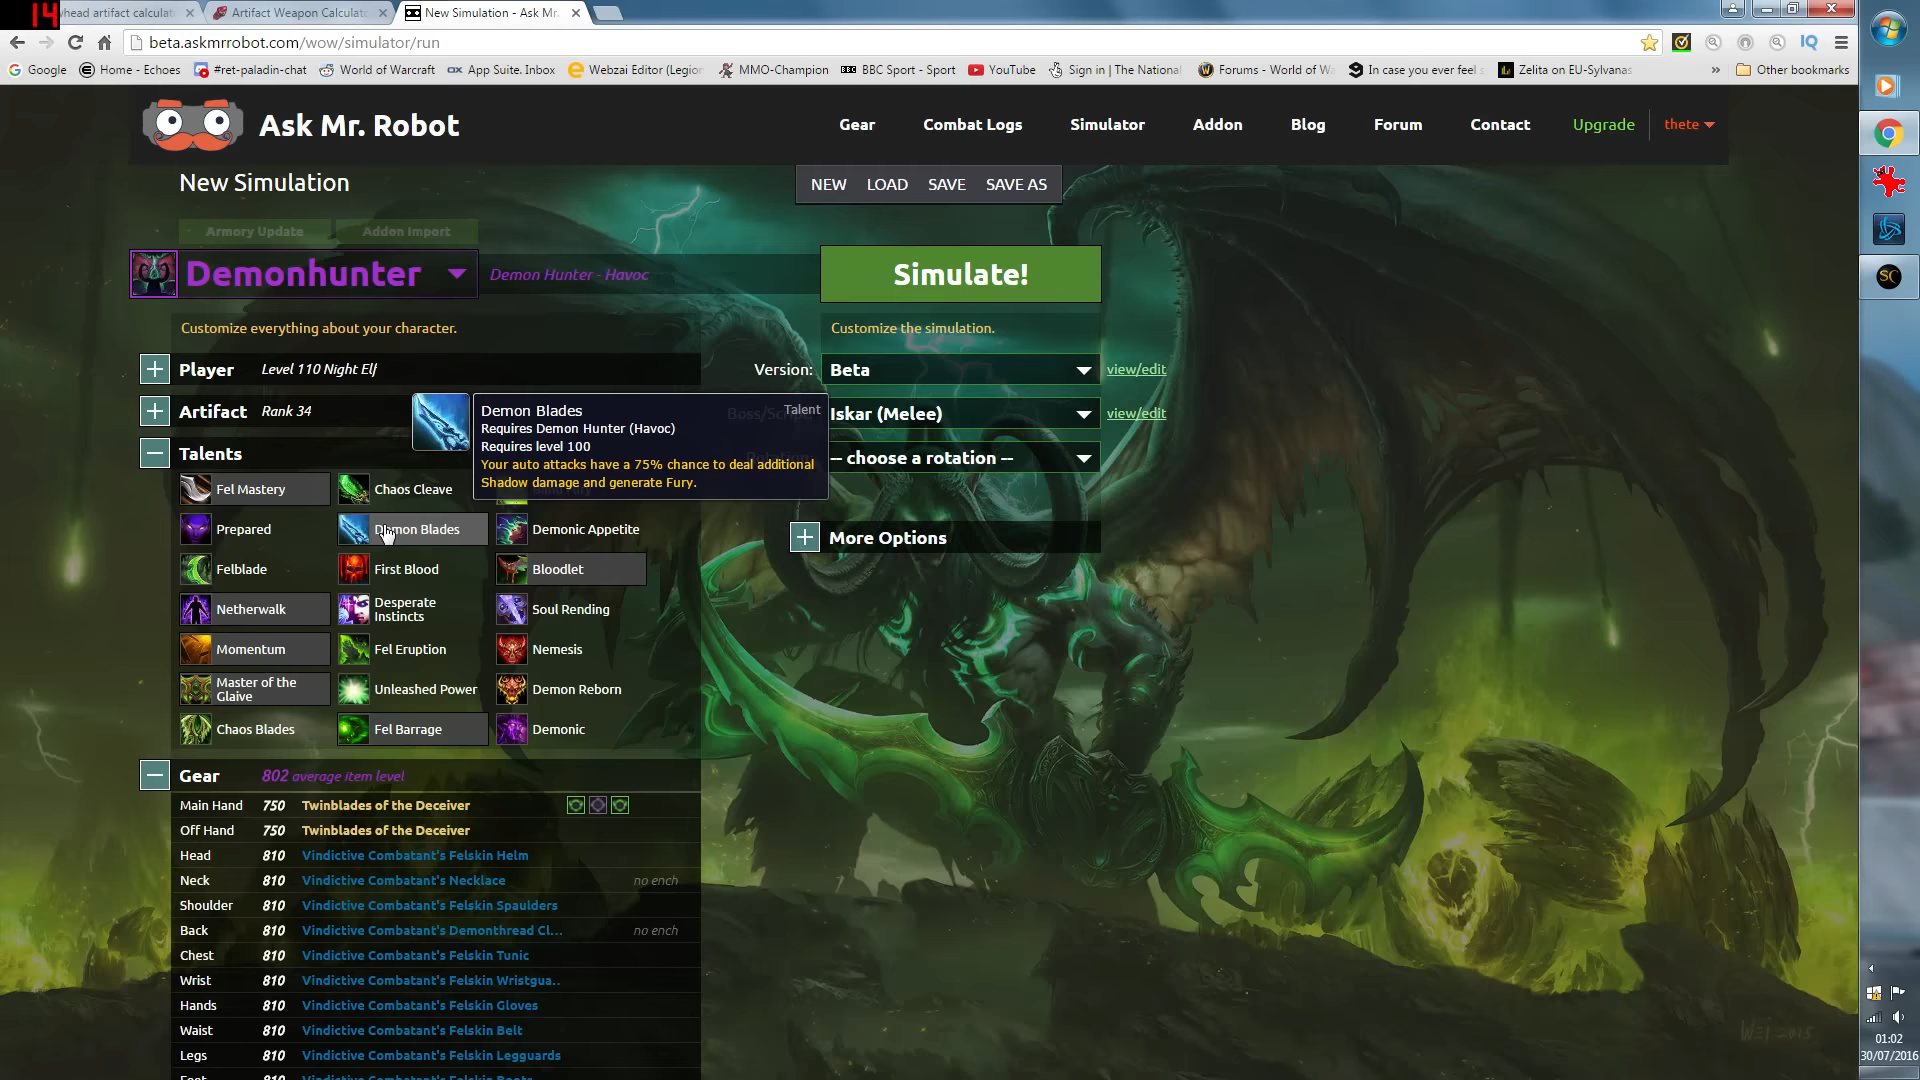 14
whead artifact calculat
Artifact Weapon Calculat
New Simulation - Ask Mr.
beta.askmrrobot.com/wow/simulator/run
Google
Home - Echoes
#ret-paladin-chat
World of Warcraft
App Suite. Inbox
Webzai Editor (Legion
MMO-Champion
BBC Sport - Sport
YouTube
Sign in | The National
Forums - World of Wa
In case you ever feel s
Zelita on EU-Sylvanas
Other bookmarks
Ask Mr. Robot
Gear
Combat Logs
Simulator
Addon
Blog
Forum
Contact
Upgrade
thete
New Simulation
NEW
LOAD
SAVE
SAVE AS
Armory Update
Addon Import
Demonhunter
Demon Hunter - Havoc
Simulate!
Customize everything about your character.
Customize the simulation.
Player
Level 110 Night Elf
Version:
Beta
view/edit
Artifact
Rank 34
Demon Blades
Talent
Requires Demon Hunter (Havoc)
Requires level 100
Your auto attacks have a 75% chance to deal additional
Shadow damage and generate Fury.
Iskar (Melee)
view/edit
Talents
-- choose a rotation --
Fel Mastery
Chaos Cleave
Prepared
Demon Blades
Demonic Appetite
More Options
Felblade
First Blood
Bloodlet
Netherwalk
Desperate
Instincts
Soul Rending
Momentum
Fel Eruption
Nemesis
Master of the
Glaive
Unleashed Power
Demon Reborn
Chaos Blades
Fel Barrage
Demonic
Gear
802 average item level
Main Hand 750 Twinblades of the Deceiver
Off Hand 750 Twinblades of the Deceiver
Head 810 Vindictive Combatant's Felskin Helm
Neck 810 Vindictive Combatant's Necklace no ench
Shoulder 810 Vindictive Combatant's Felskin Spaulders
Back 810 Vindictive Combatant's Demonthread Cl... no ench
Chest 810 Vindictive Combatant's Felskin Tunic
Wrist 810 Vindictive Combatant's Felskin Wristgua..
Hands 810 Vindictive Combatant's Felskin Gloves
Waist 810 Vindictive Combatant's Felskin Belt
Legs 810 Vindictive Combatant's Felskin Legguards
SC
IQ
01:02
30/07/2016